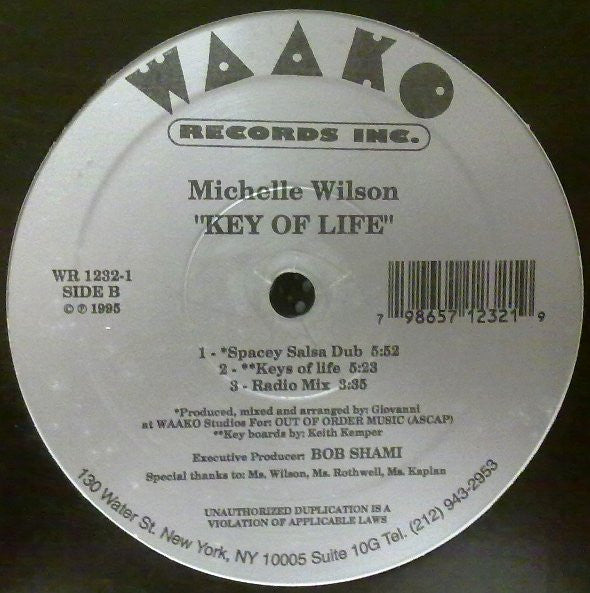 WAAKO
RECORDS INC.
Michelle Wilson
"KEY OF LIFE"
WR 1232-1
SIDE B
© ℗ 1995
7 98657 12321 9
1 - *Spacey Salsa Dub 5:52
2 - **Keys of life 5:23
3 - Radio Mix 3:35
*Produced, mixed and arranged by: Giovanni
at WAAKO Studios For: OUT OF ORDER MUSIC (ASCAP)
**Key boards by: Keith Kemper
Executive Producer: BOB SHAMI
Special thanks to: Ms. Wilson, Ms. Rothwell, Ms. Kaplan
UNAUTHORIZED DUPLICATION IS A
VIOLATION OF APPLICABLE LAWS
130 Water St. New York, NY 10005 Suite 10G Tel. (212) 943-2953